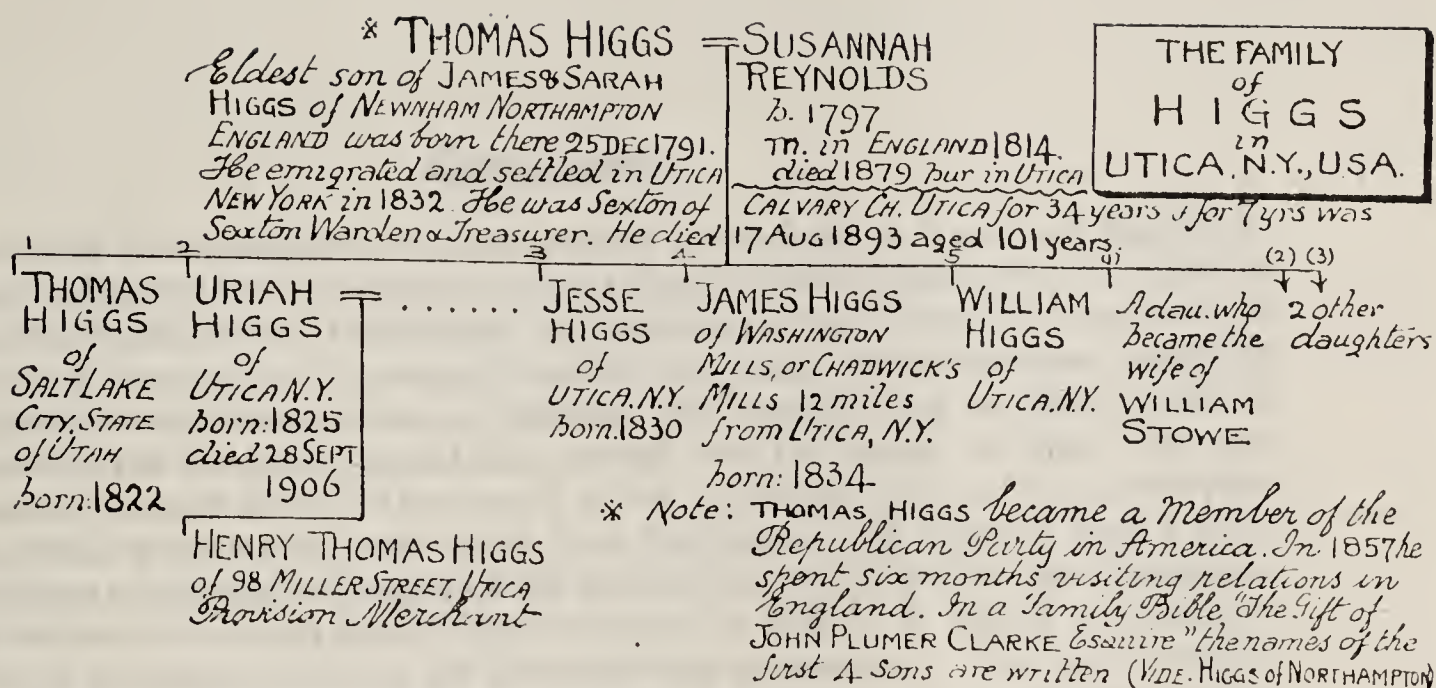 THE FAMILY
of
HIGGS
in
UTICA, N.Y., USA.
* THOMAS HIGGS = SUSANNAH
REYNOLDS
Eldest son of JAMES & SARAH
HIGGS of NEWNHAM NORTHAMPTON
ENGLAND was born there 25 DEC 1791.
He emigrated and settled in UTICA
NEW YORK in 1832. He was Sexton of
Sexton Warden & Treasurer. He died
b. 1797
m. in ENGLAND 1814.
died 1879 bur in UTICA
CALVARY CH. UTICA for 34 years & for 7 yrs was
17 AUG 1893 aged 101 years.
1
THOMAS
HIGGS
of
SALT LAKE
CITY, STATE
of UTAH
born: 1822
2
URIAH = . . . . . .
HIGGS
of
UTICA. N.Y.
born: 1825
died 28 SEPT
1906
HENRY THOMAS HIGGS
of 98 MILLER STREET, UTICA
Provision Merchant
3
JESSE
HIGGS
of
UTICA. N.Y.
born. 1830
4
JAMES HIGGS
of WASHINGTON
MILLS, or CHADWICK'S
MILLS 12 miles
from UTICA, N.Y.
born: 1834
5
WILLIAM
HIGGS
of
UTICA. N.Y.
A dau. who
became the
wife of
WILLIAM
STOWE
(2) (3)
2 other
daughters
* Note: THOMAS HIGGS became a Member of the
Republican Party in America. In 1857 he
spent six months visiting relations in
England. In a Family Bible "The Gift of
JOHN PLUMER CLARKE Esquire" the names of the
first 4 Sons are written (VIDE. HIGGS of NORTHAMPTON)